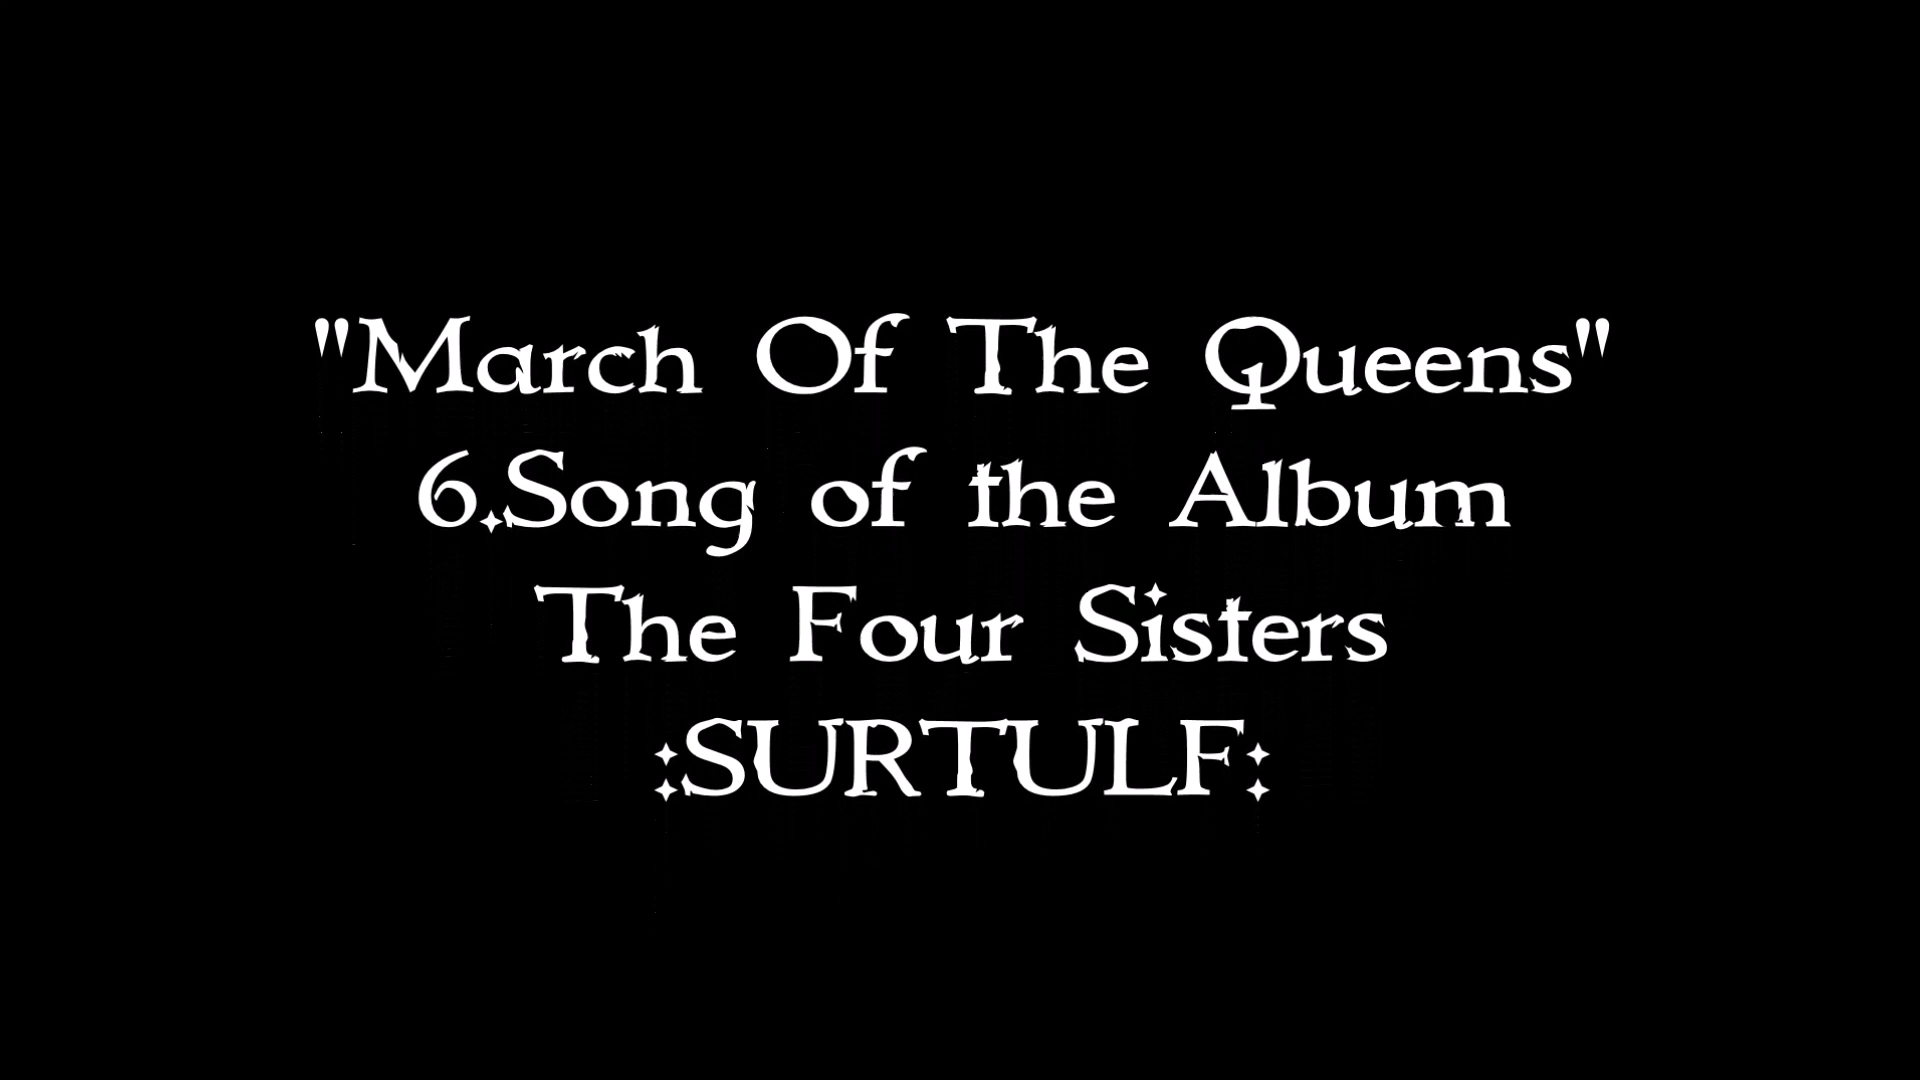 "March Of The Queens"
6.Song of the Album
The Four Sisters
:SURTULF: